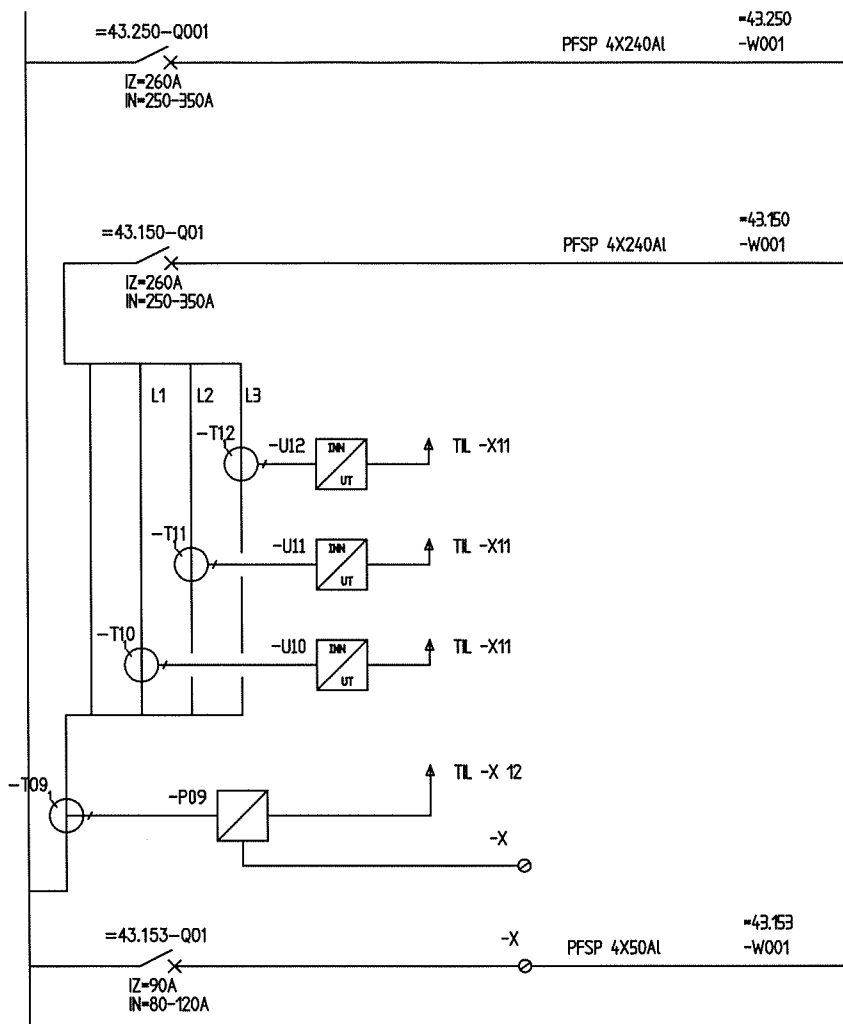 =43.250-Q001
IZ=260A
IN=250-350A
PFSP 4X240Al
=43.250
-W001
=43.150-Q01
IZ=260A
IN=250-350A
PFSP 4X240Al
=43.150
-W001
L1
L2
L3
-T12
-U12
INN
UT
TIL -X11
-T11
-U11
INN
UT
TIL -X11
-T10
-U10
INN
UT
TIL -X11
-T09
-P09
TIL -X 12
-X
=43.153-Q01
IZ=90A
IN=80-120A
-X
PFSP 4X50Al
=43.153
-W001